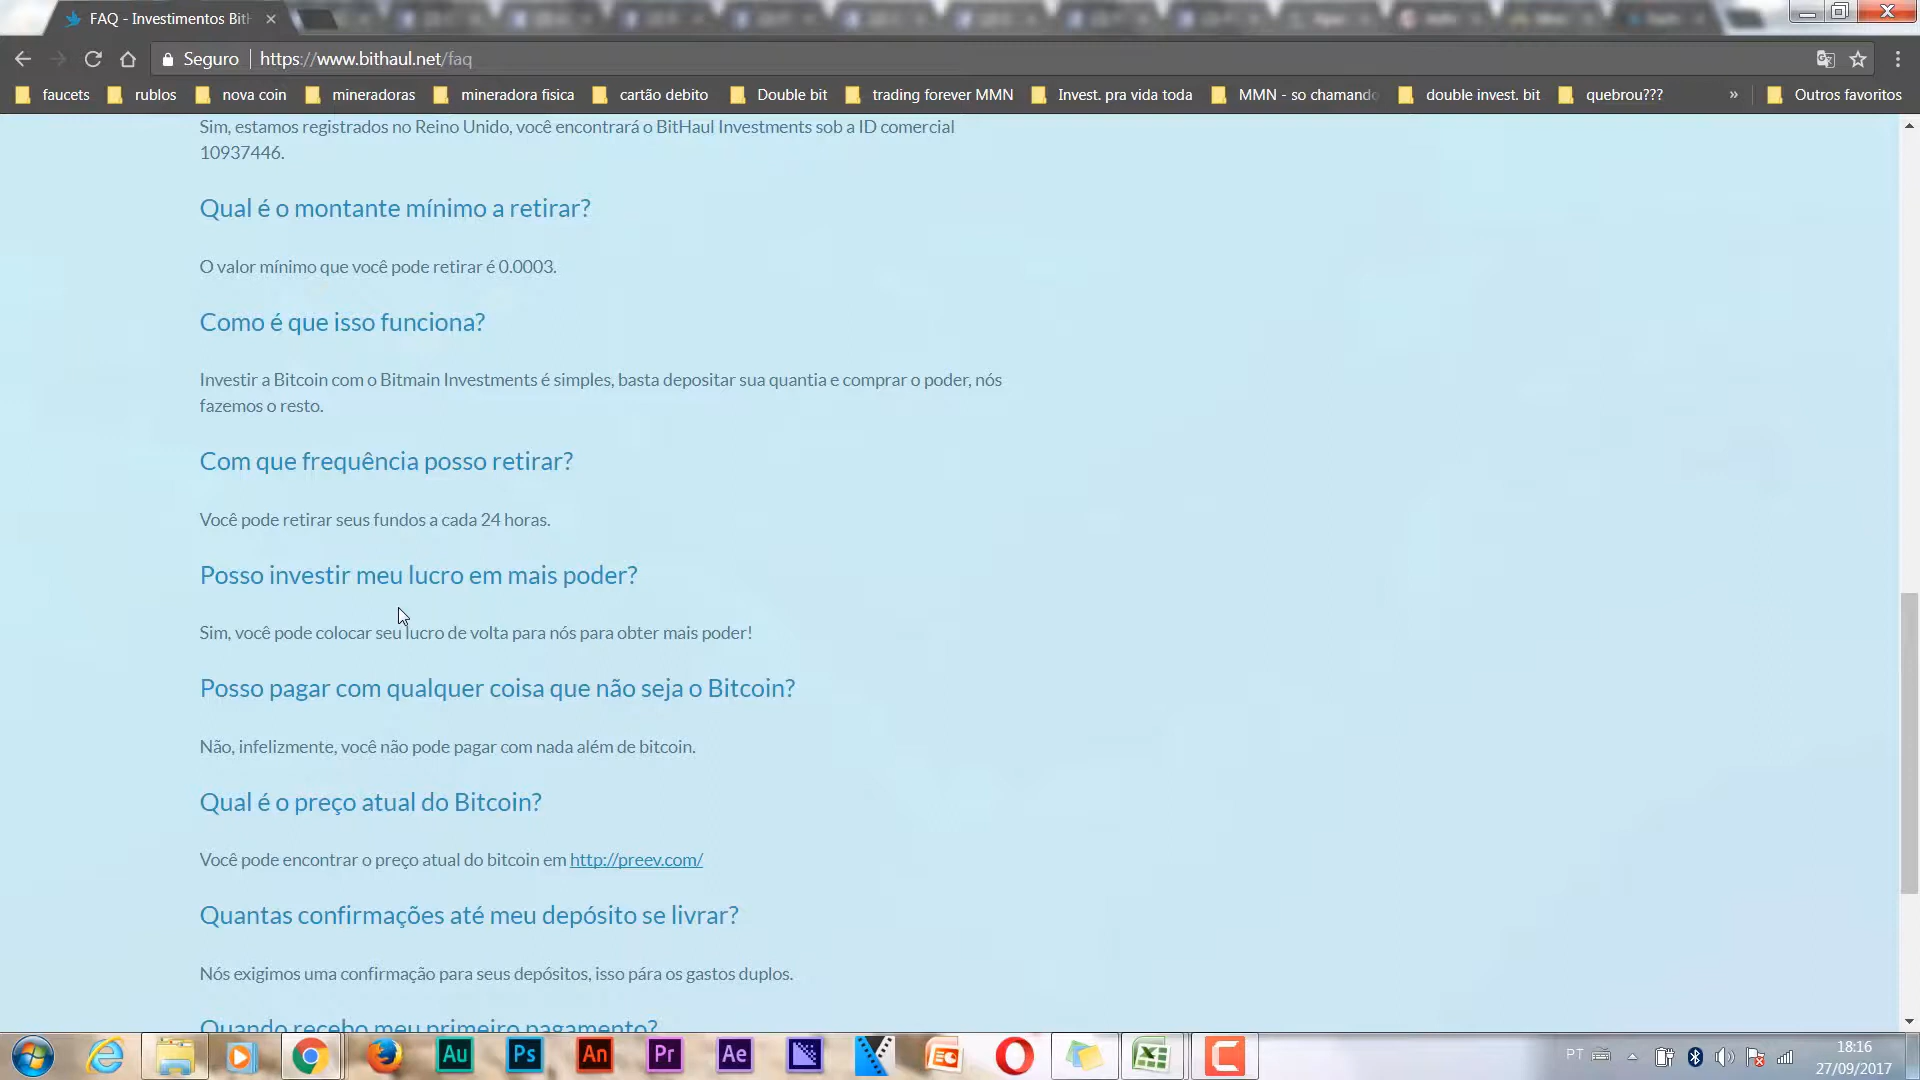 FAQ - Investimentos Bit
Seguro https://www.bithaul.net/faq
faucets rublos nova coin mineradoras mineradora fisica cartão debito Double bit trading forever MMN Invest. pra vida toda MMN - so chamando double invest. bit quebrou??? » Outros favoritos
Sim, estamos registrados no Reino Unido, você encontrará o BitHaul Investments sob a ID comercial
10937446.
Qual é o montante mínimo a retirar?
O valor mínimo que você pode retirar é 0.0003.
Como é que isso funciona?
Investir a Bitcoin com o Bitmain Investments é simples, basta depositar sua quantia e comprar o poder, nós
fazemos o resto.
Com que frequência posso retirar?
Você pode retirar seus fundos a cada 24 horas.
Posso investir meu lucro em mais poder?
Sim, você pode colocar seu lucro de volta para nós para obter mais poder!
Posso pagar com qualquer coisa que não seja o Bitcoin?
Não, infelizmente, você não pode pagar com nada além de bitcoin.
Qual é o preço atual do Bitcoin?
Você pode encontrar o preço atual do bitcoin em http://preev.com/
Quantas confirmações até meu depósito se livrar?
Nós exigimos uma confirmação para seus depósitos, isso pára os gastos duplos.
Quando recebo meu primeiro pagamento?
Au Ps An Pr Ae
PT
18:16
27/09/2017